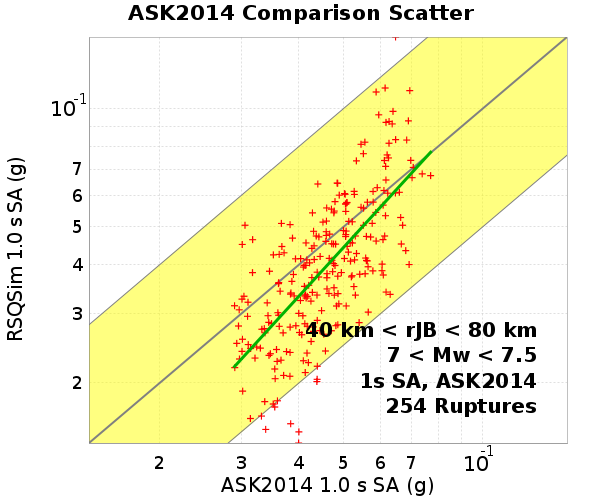 ASK2014 Comparison Scatter
RSQSim 1.0 s SA (g)
10-1
7
6
5
4
3
2
40 km < rJB < 80 km
7 < Mw < 7.5
1s SA, ASK2014
254 Ruptures
2 3 4 5 6 7 10-1
ASK2014 1.0 s SA (g)